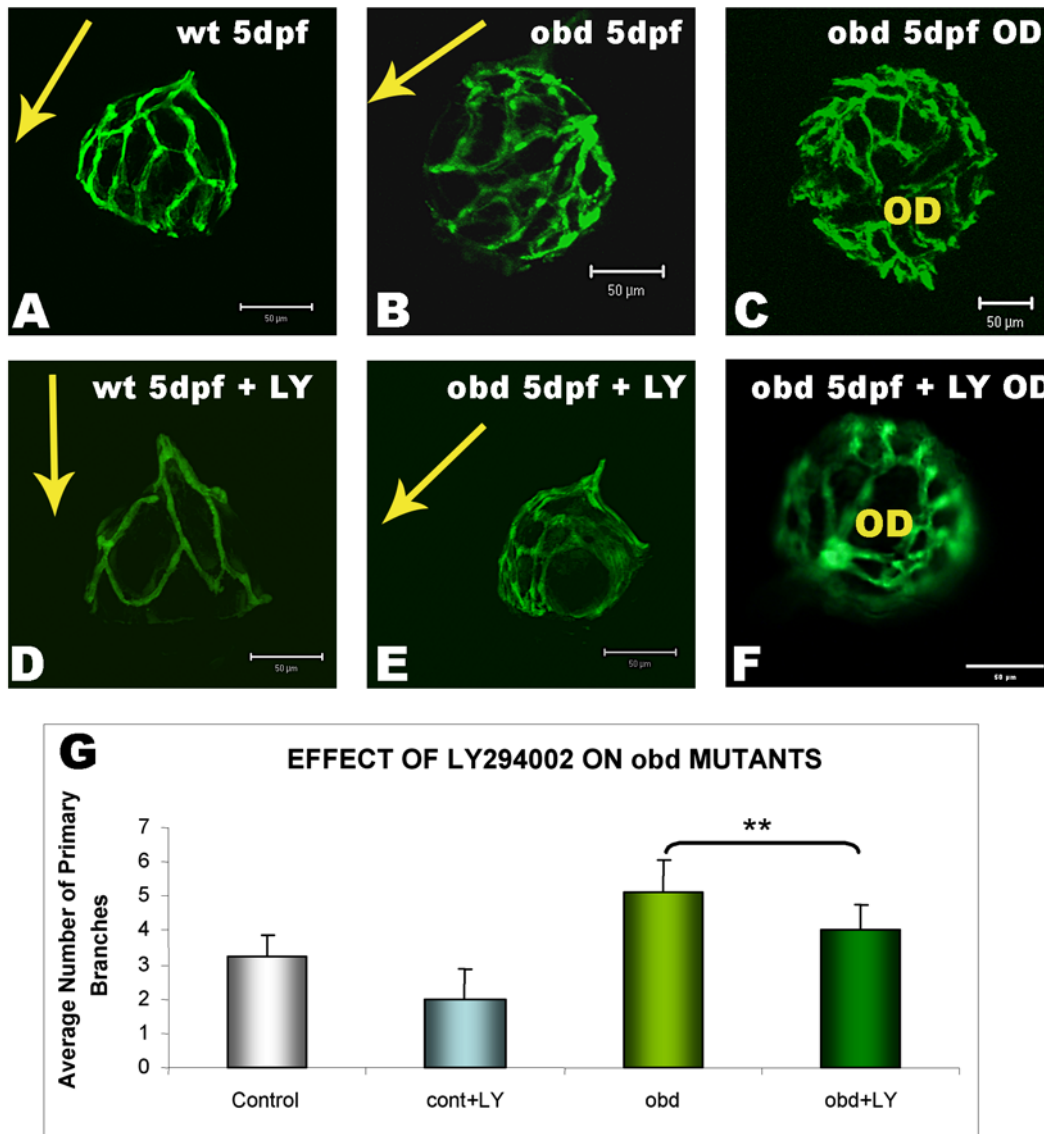 wt 5dpf
50 µm
A
obd 5dpf
50 µm
B
obd 5dpf OD
OD
50 µm
C
wt 5dpf + LY
50 µm
D
obd 5dpf + LY
50 µm
E
obd 5dpf + LY OD
OD
50 µm
F
G
EFFECT OF LY294002 ON obd MUTANTS
Average Number of Primary
Branches
7
6
5
4
3
2
1
0
**
Control
cont+LY
obd
obd+LY